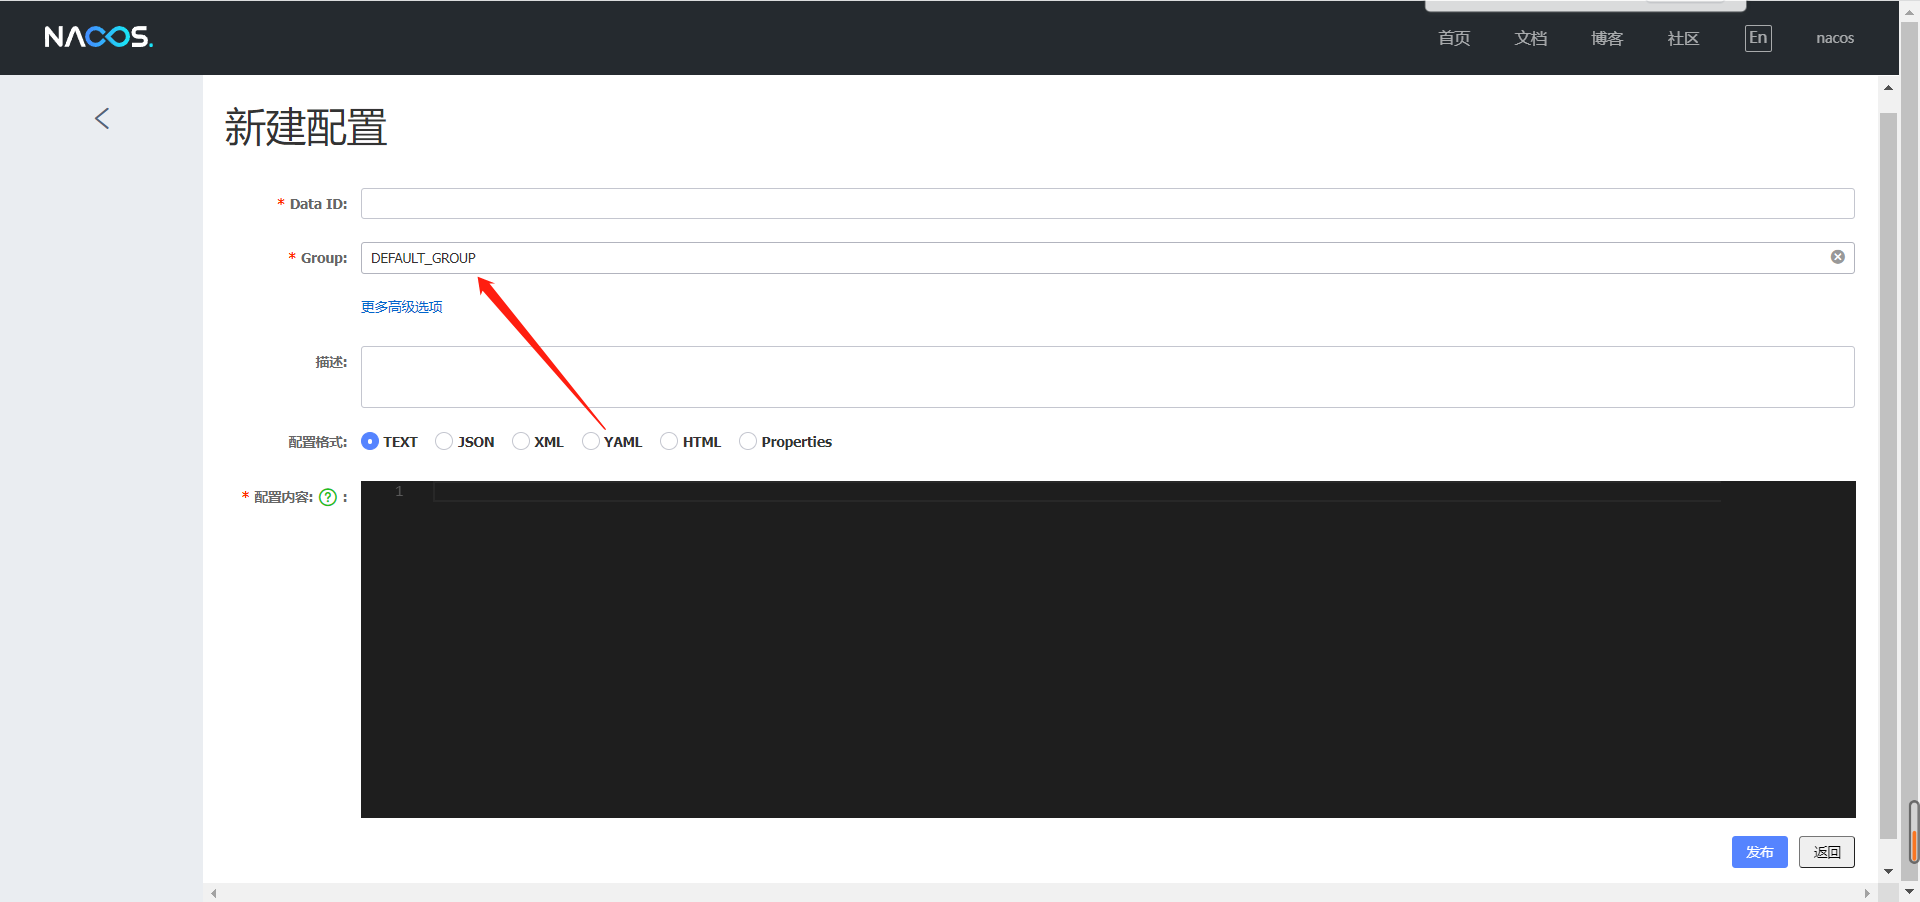 NACOS.
首页 文档 博客 社区 En nacos
新建配置
* Data ID:
* Group: DEFAULT_GROUP
更多高级选项
描述:
配置格式: TEXT JSON XML YAML HTML Properties
* 配置内容: ? :
1
发布 返回